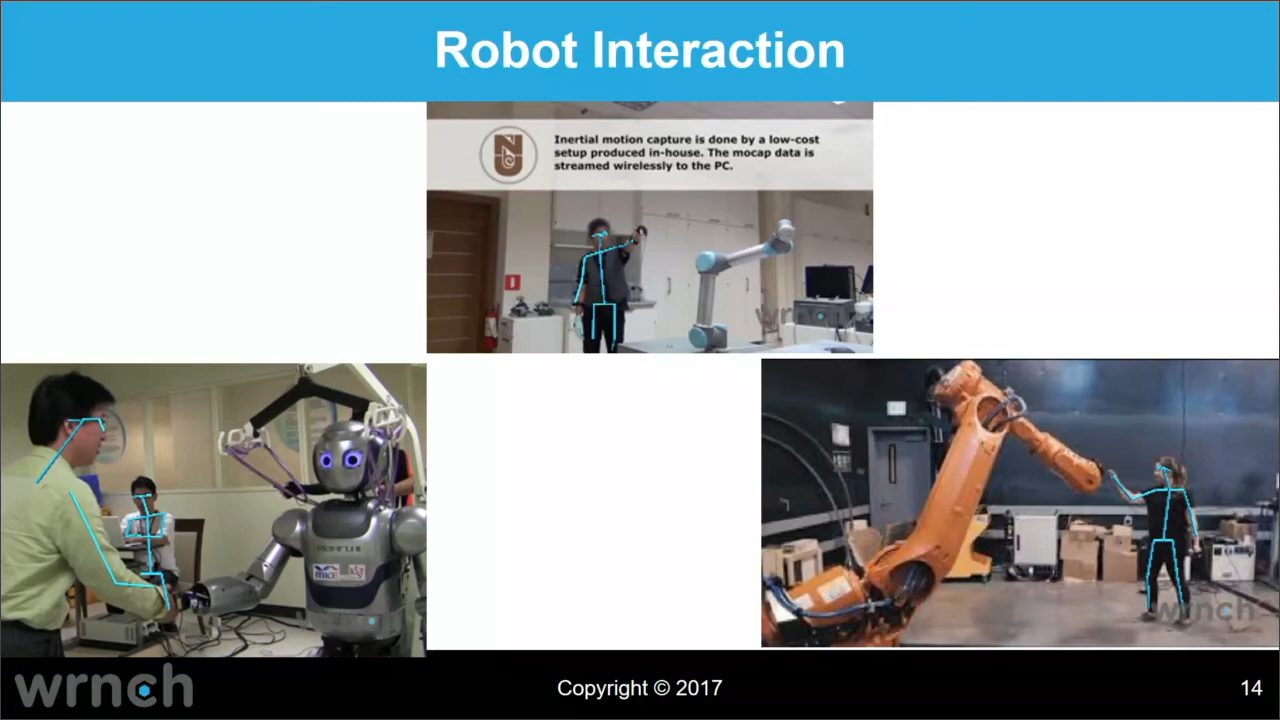 Robot Interaction
Inertial motion capture is done by a low-cost
setup produced in-house. The mocap data is
streamed wirelessly to the PC.
wrnch
MKE
wrnch
wrnch
Copyright © 2017
14